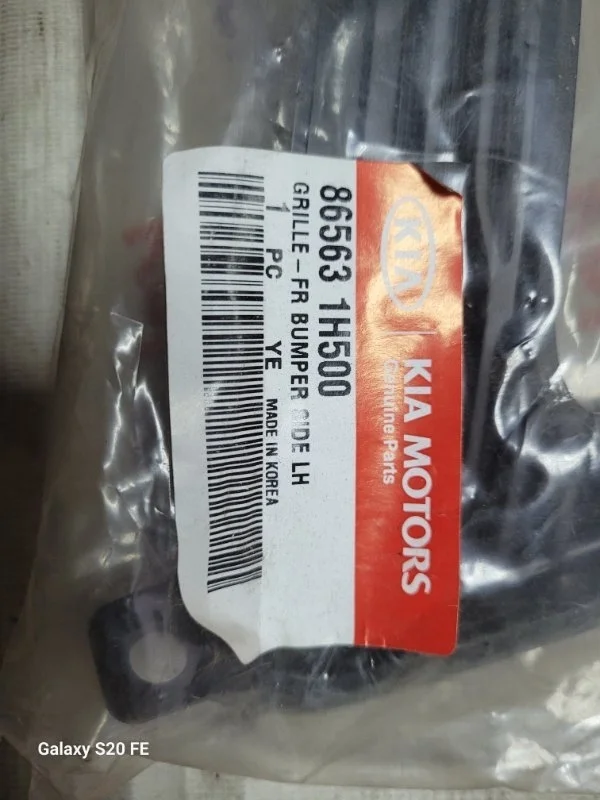 KIA
KIA MOTORS
Genuine Parts
86563 1H500
GRILLE-FR BUMPER SIDE LH
1 PC YE MADE IN KOREA
Galaxy S20 FE